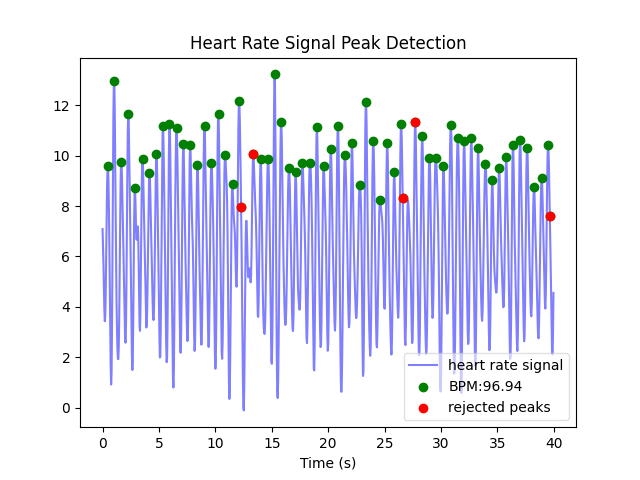 Heart Rate Signal Peak Detection
12
10
8
6
4
2
0
heart rate signal
BPM:96.94
rejected peaks
0 5 10 15 20 25 30 35 40
Time (s)